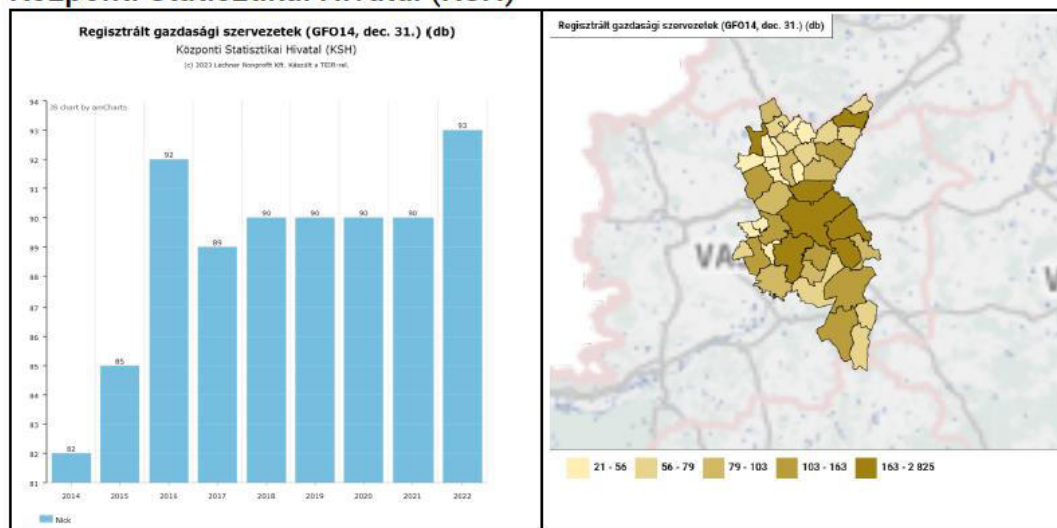 Központi Statisztikai Hivatal (KSH)
Regisztrált gazdasági szervezetek (GFO14, dec. 31.) (db)
Központi Statisztikai Hivatal (KSH)
(c) 2023 Lechner Nonprofit Kft. Készült a TEIR-rel.
JS chart by amCharts
94
93
92
91
90
89
88
87
86
85
84
83
82
81
82
85
92
89
90
90
90
90
93
2014
2015
2016
2017
2018
2019
2020
2021
2022
Nick
Regisztrált gazdasági szervezetek (GFO14, dec. 31.) (db)
VAS
V
21 - 56
56 - 79
79 - 103
103 - 163
163 - 2 825